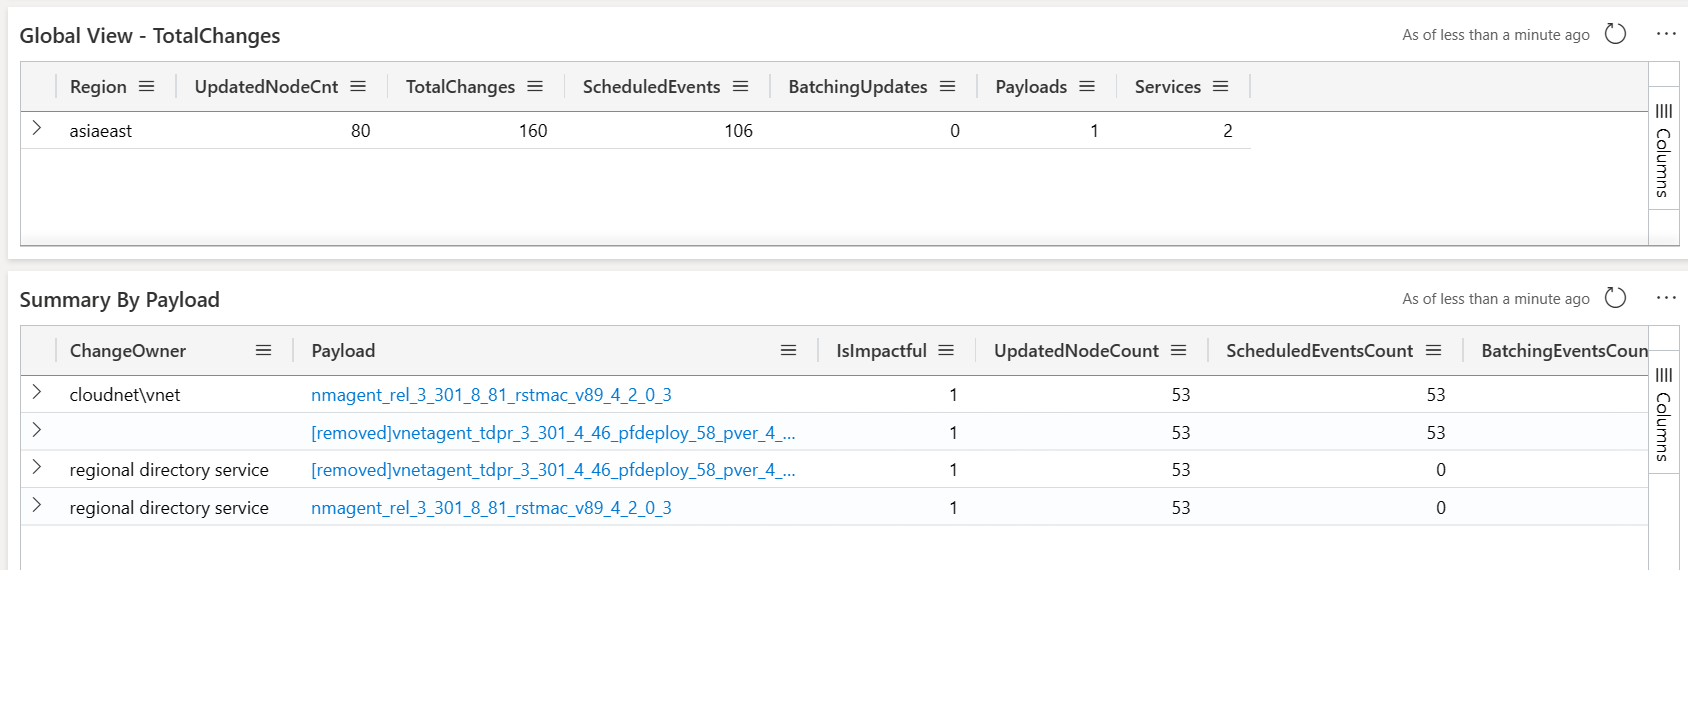 Global View - TotalChanges
As of less than a minute ago
Region UpdatedNodeCnt TotalChanges ScheduledEvents BatchingUpdates Payloads Services
asiaeast 80 160 106 0 1 2
Columns
Summary By Payload
As of less than a minute ago
ChangeOwner Payload IsImpactful UpdatedNodeCount ScheduledEventsCount BatchingEventsCoun
cloudnet\vnet nmagent_rel_3_301_8_81_rstmac_v89_4_2_0_3 1 53 53
[removed]vnetagent_tdpr_3_301_4_46_pfdeploy_58_pver_4_... 1 53 53
regional directory service [removed]vnetagent_tdpr_3_301_4_46_pfdeploy_58_pver_4_... 1 53 0
regional directory service nmagent_rel_3_301_8_81_rstmac_v89_4_2_0_3 1 53 0
Columns